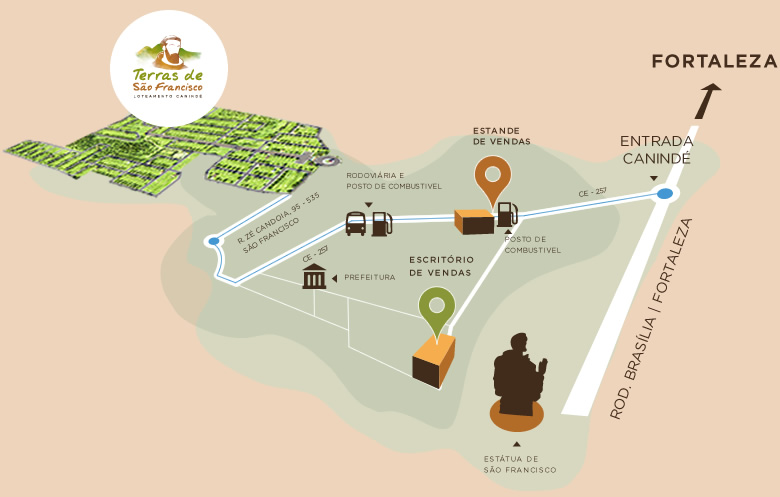 Terras de
São Francisco
LOTEAMENTO CANINDÉ
FORTALEZA
ENTRADA
CANINDÉ
ESTANDE
DE VENDAS
RODOVIÁRIA E
POSTO DE COMBUSTIVEL
CE - 257
R. ZÉ CANDOIA, 95 - 535
SÃO FRANCISCO
POSTO DE
COMBUSTIVEL
CE - 257
PREFEITURA
ESCRITÓRIO
DE VENDAS
ROD. BRASÍLIA | FORTALEZA
ESTÁTUA DE
SÃO FRANCISCO